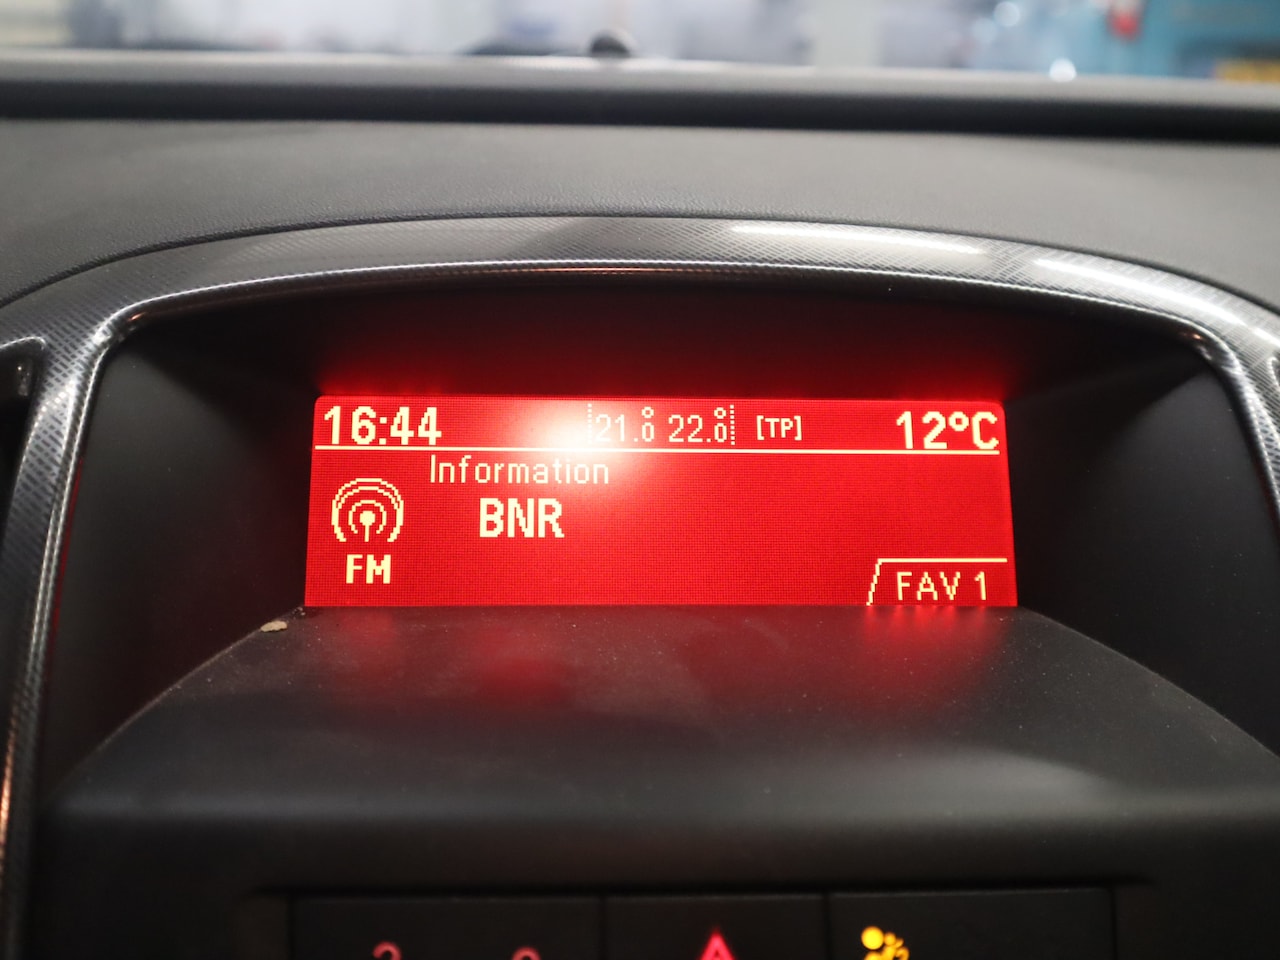 16:44 21.0° 22.0° [TP] 12°C
Information
BNR
FM
FAV 1